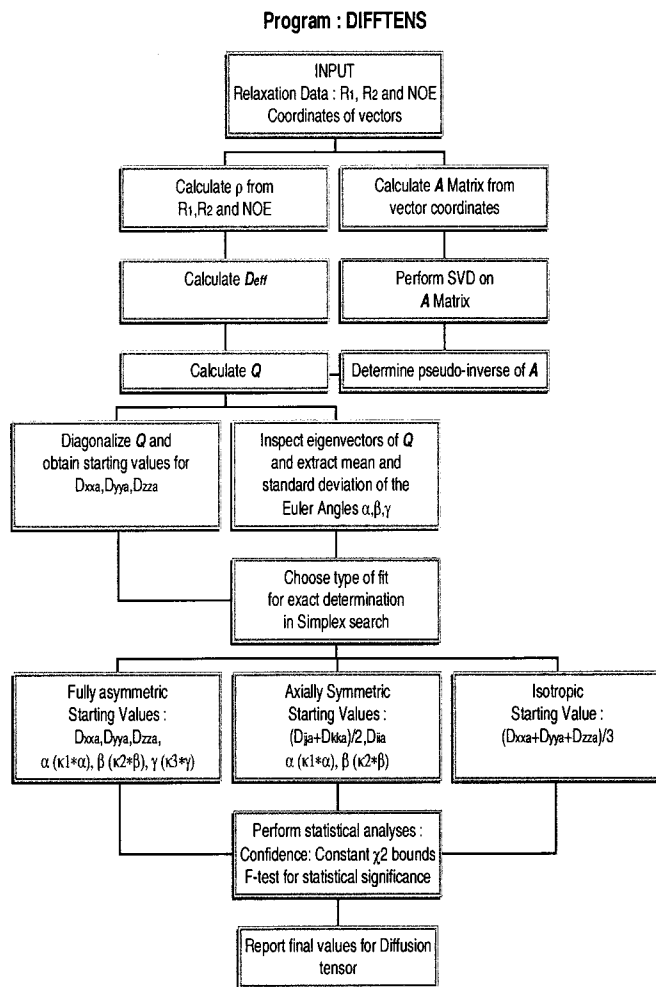 Program : DIFFTENS
INPUT
Relaxation Data : R1, R2 and NOE
Coordinates of vectors
Calculate ρ from
R1,R2 and NOE
Calculate A Matrix from
vector coordinates
Calculate Deff
Perform SVD on
A Matrix
Calculate Q
Determine pseudo-inverse of A
Diagonalize Q and
obtain starting values for
Dxxa,Dyya,Dzza
Inspect eigenvectors of Q
and extract mean and
standard deviation of the
Euler Angles α,β,γ
Choose type of fit
for exact determination
in Simplex search
Fully asymmetric
Starting Values :
Dxxa,Dyya,Dzza,
α (κ1*α), β (κ2*β), γ (κ3*γ)
Axially Symmetric
Starting Values :
(Djja+Dkka)/2,Diia
α (κ1*α), β (κ2*β)
Isotropic
Starting Value :
(Dxxa+Dyya+Dzza)/3
Perform statistical analyses :
Confidence: Constant χ2 bounds
F-test for statistical significance
Report final values for Diffusion
tensor